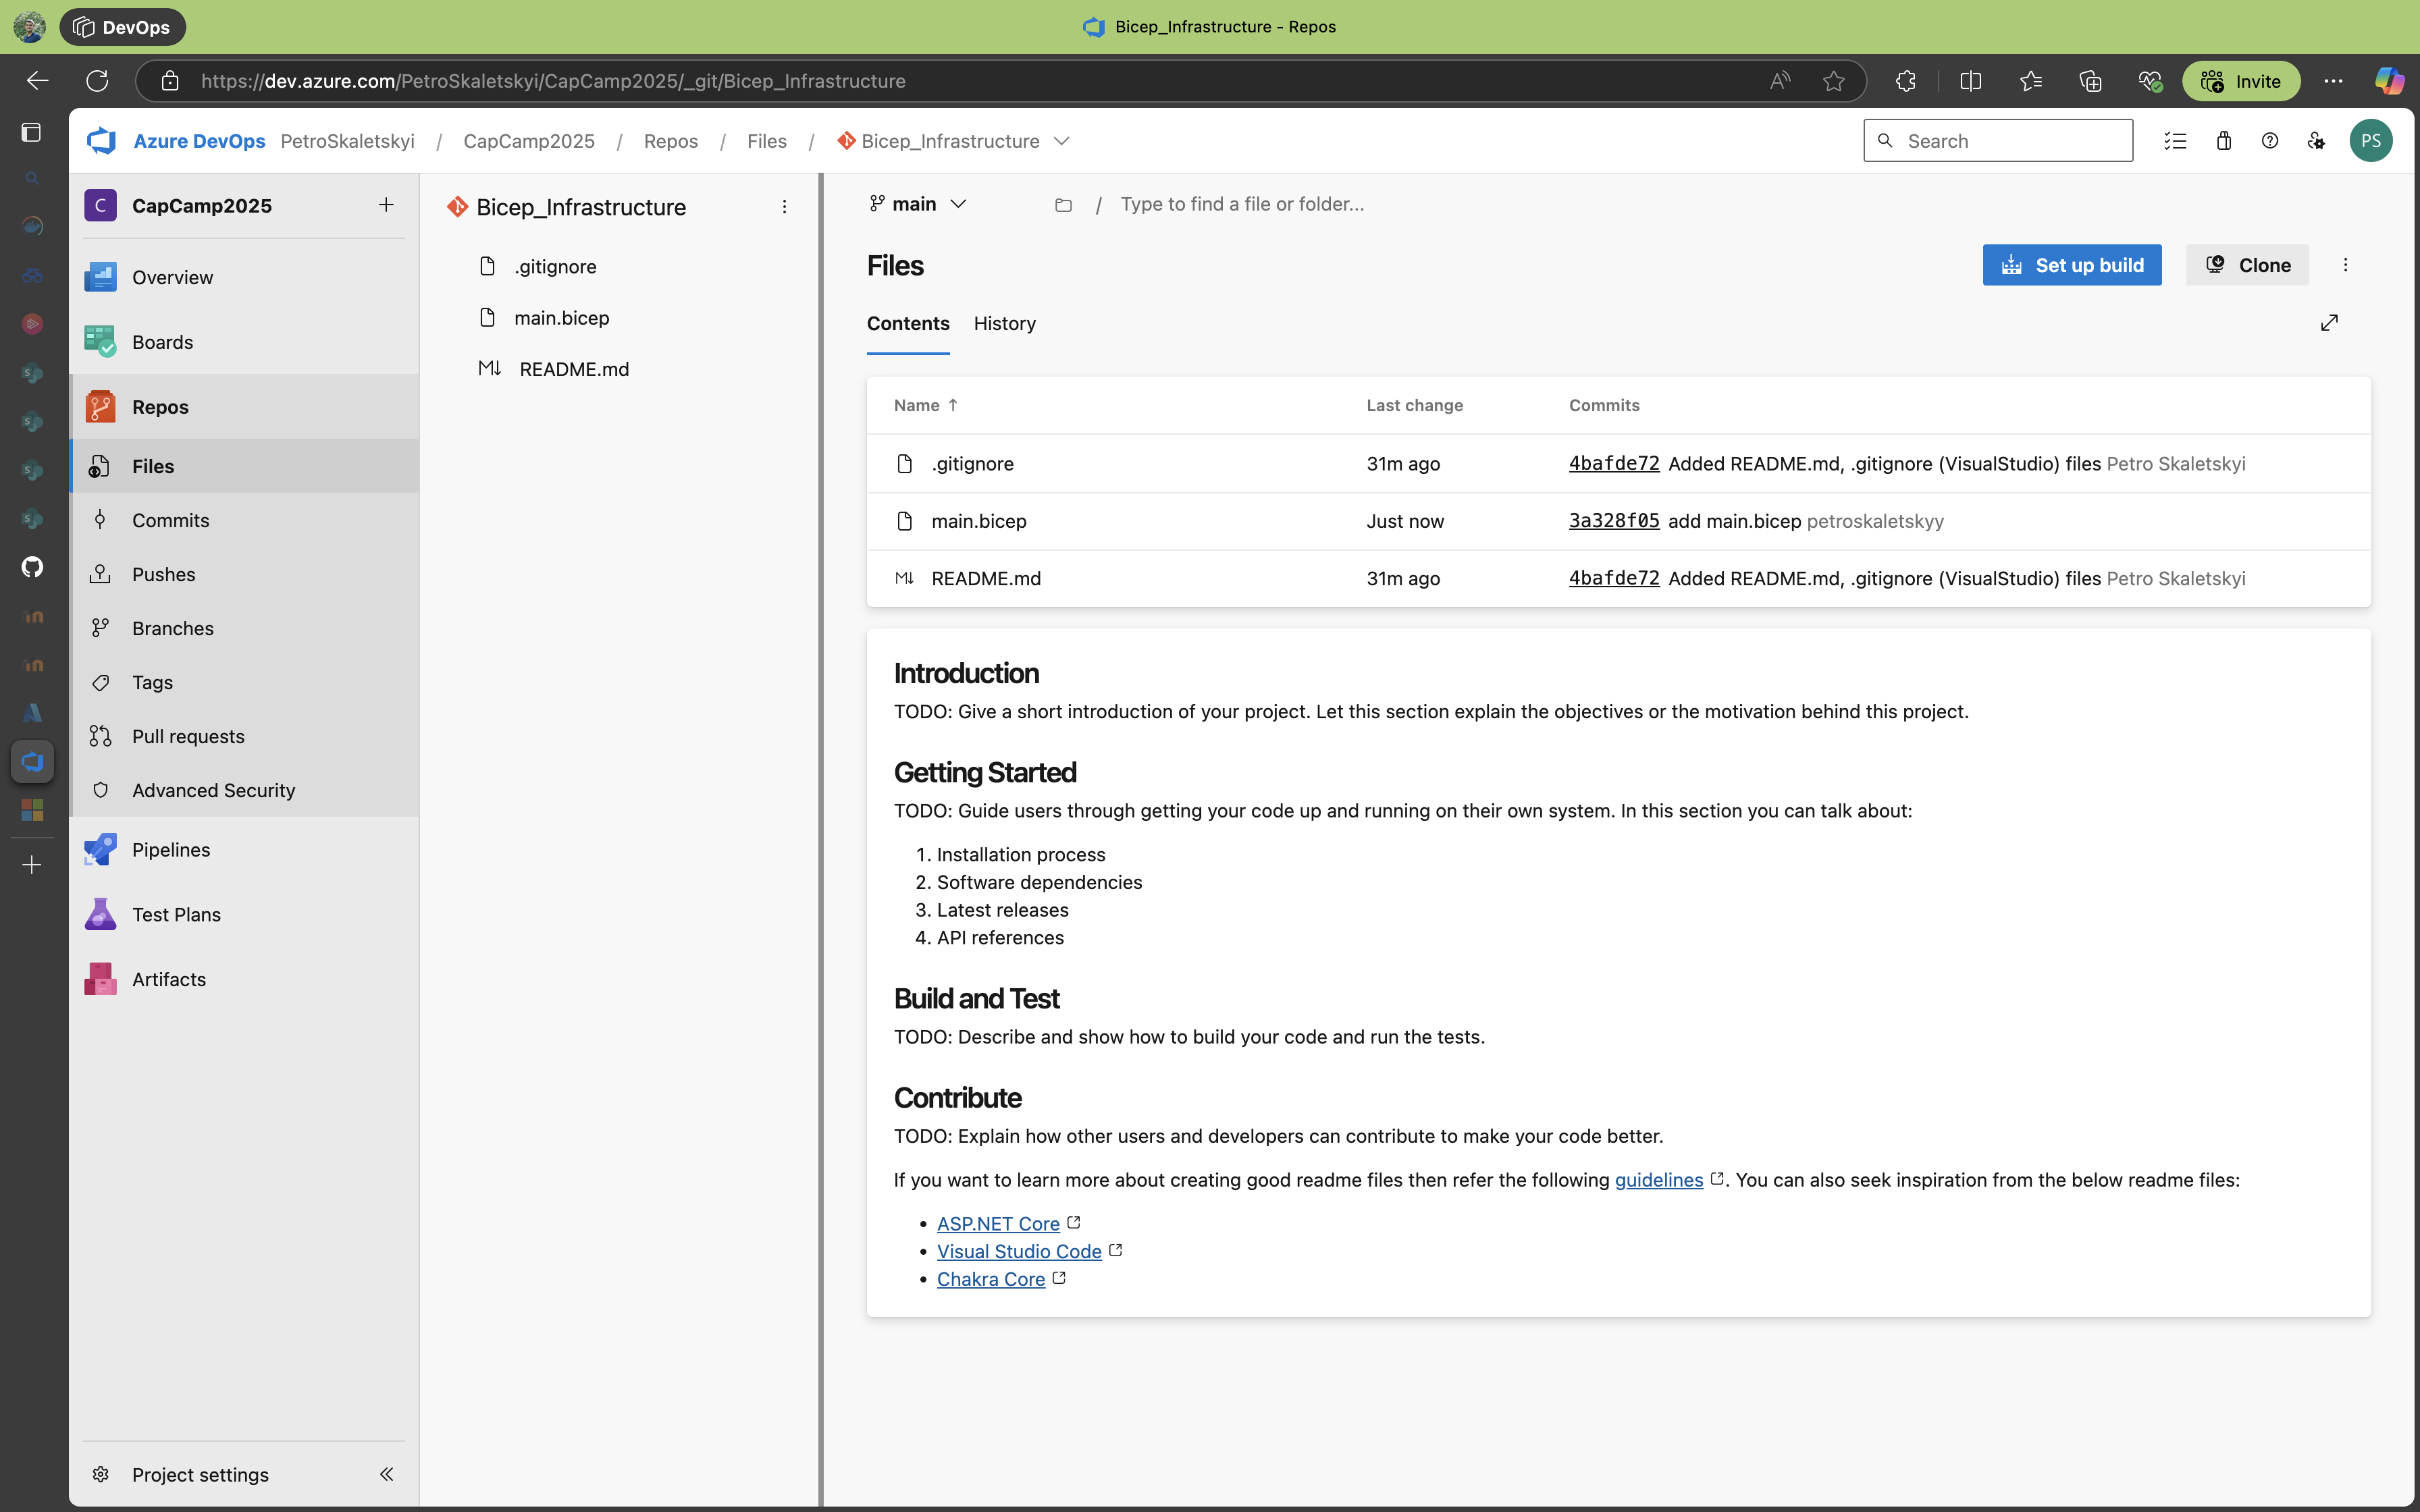 DevOps
Bicep_Infrastructure - Repos
https://dev.azure.com/PetroSkaletskyi/CapCamp2025/_git/Bicep_Infrastructure
A
Invite
Azure DevOps PetroSkaletskyi / CapCamp2025 / Repos / Files / Bicep_Infrastructure
Search
PS
C CapCamp2025
Overview
Boards
Repos
Files
Commits
Pushes
Branches
Tags
Pull requests
Advanced Security
Pipelines
Test Plans
Artifacts
Project settings
Bicep_Infrastructure
.gitignore
main.bicep
M↓ README.md
main
/ Type to find a file or folder...
Files
Set up build
Clone
Contents History
Name ↑ Last change Commits
.gitignore 31m ago 4bafde72 Added README.md, .gitignore (VisualStudio) files Petro Skaletskyi
main.bicep Just now 3a328f05 add main.bicep petroskaletskyy
M↓ README.md 31m ago 4bafde72 Added README.md, .gitignore (VisualStudio) files Petro Skaletskyi
Introduction
TODO: Give a short introduction of your project. Let this section explain the objectives or the motivation behind this project.
Getting Started
TODO: Guide users through getting your code up and running on their own system. In this section you can talk about:
1. Installation process
2. Software dependencies
3. Latest releases
4. API references
Build and Test
TODO: Describe and show how to build your code and run the tests.
Contribute
TODO: Explain how other users and developers can contribute to make your code better.
If you want to learn more about creating good readme files then refer the following guidelines. You can also seek inspiration from the below readme files:
• ASP.NET Core
• Visual Studio Code
• Chakra Core